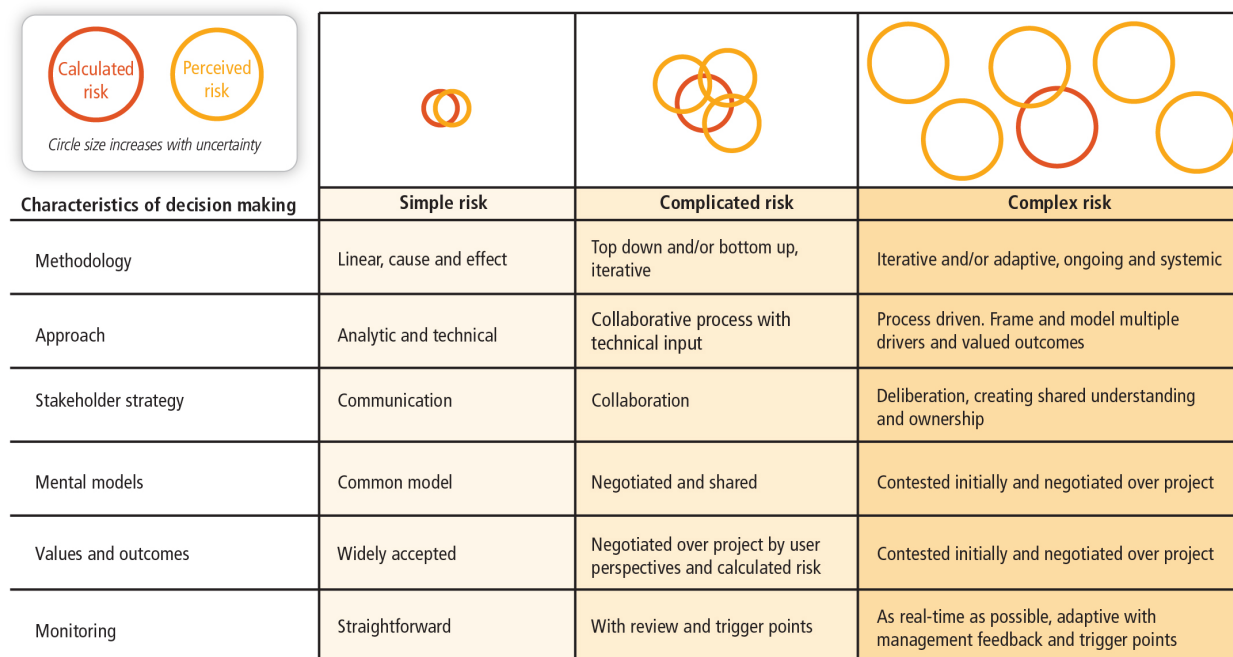 Calculated
risk
Perceived
risk
Circle size increases with uncertainty
Characteristics of decision making
Simple risk
Complicated risk
Complex risk
Methodology
Linear, cause and effect
Top down and/or bottom up,
iterative
Iterative and/or adaptive, ongoing and systemic
Approach
Analytic and technical
Collaborative process with
technical input
Process driven. Frame and model multiple
drivers and valued outcomes
Stakeholder strategy
Communication
Collaboration
Deliberation, creating shared understanding
and ownership
Mental models
Common model
Negotiated and shared
Contested initially and negotiated over project
Values and outcomes
Widely accepted
Negotiated over project by user
perspectives and calculated risk
Contested initially and negotiated over project
Monitoring
Straightforward
With review and trigger points
As real-time as possible, adaptive with
management feedback and trigger points